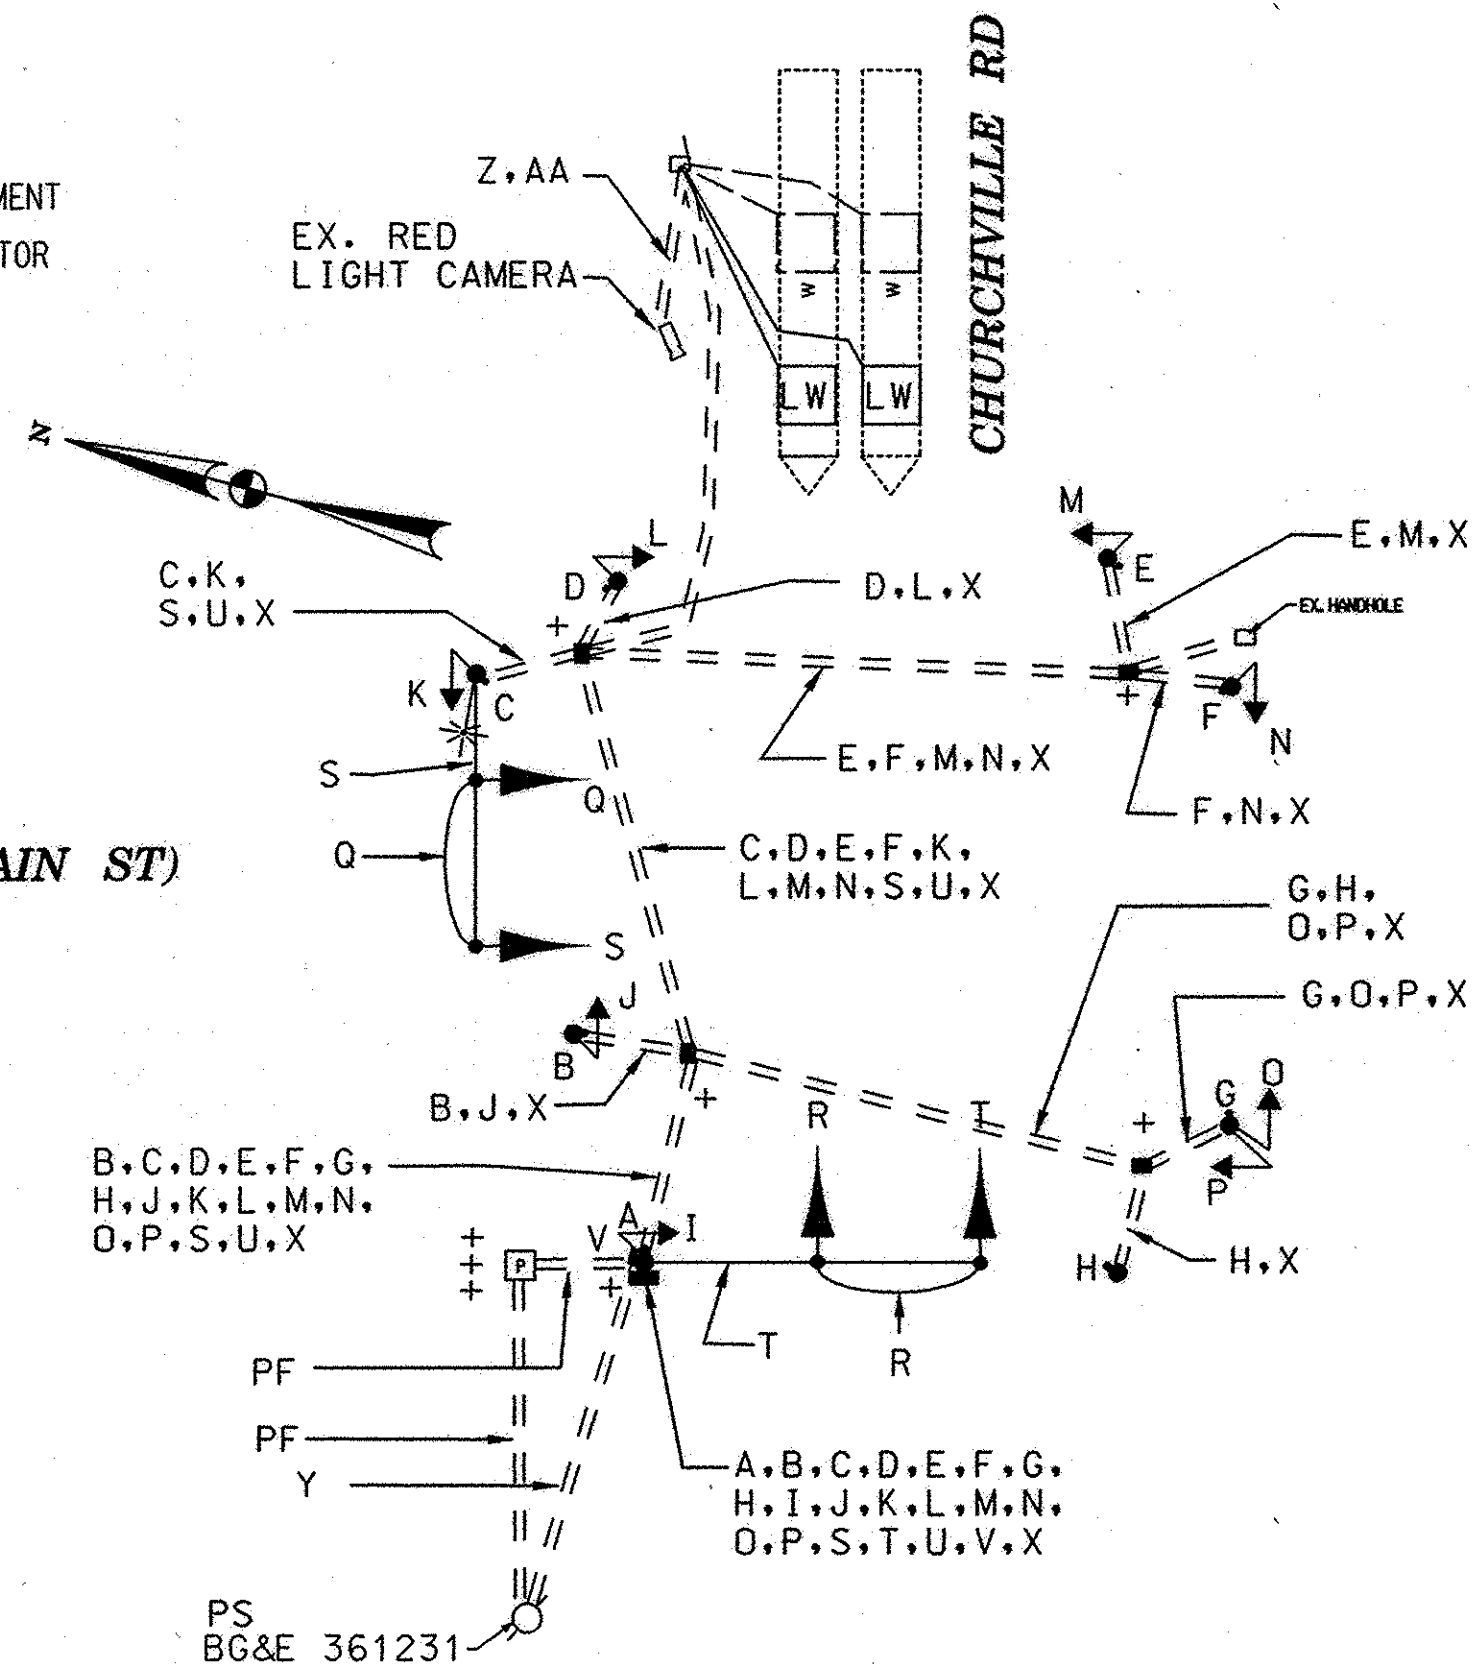 CHURCHVILLE RD
MENT
TOR
Z,AA
EX. RED
LIGHT CAMERA
W
W
LW
LW
N
M
L
E
E,M,X
D
D,L,X
EX.HANDHOLE
C,K,
S,U,X
K
C
F
N
S
Q
E,F,M,N,X
F,N,X
Q
AIN ST)
C,D,E,F,K,
L,M,N,S,U,X
G,H,
O,P,X
S
J
G,O,P,X
B
B,J,X
R
T
G
O
P
B,C,D,E,F,G,
H,J,K,L,M,N,
O,P,S,U,X
V
A
I
P
H
H,X
T
R
PF
PF
Y
A,B,C,D,E,F,G,
H,I,J,K,L,M,N,
O,P,S,T,U,V,X
PS
BG&E 361231